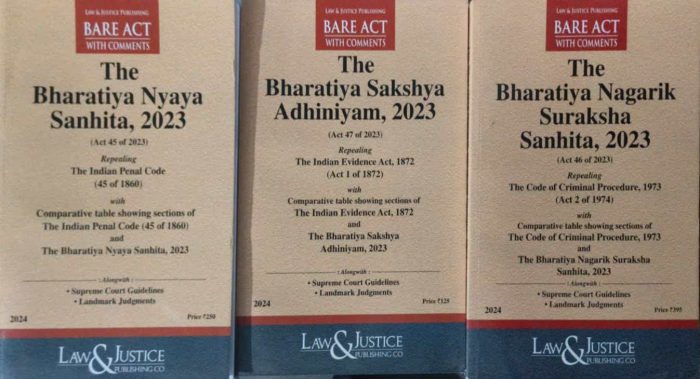 LAW & JUSTICE PUBLISHING
BARE ACT
WITH COMMENTS
The
Bharatiya Nyaya
Sanhita, 2023
(Act 45 of 2023)
Repealing
The Indian Penal Code
(45 of 1860)
with
Comparative table showing sections of
The Indian Penal Code (45 of 1860)
and
The Bharatiya Nyaya Sanhita, 2023
: Alongwith :
• Supreme Court Guidelines
• Landmark Judgments
2024
Price ₹250
LAW & JUSTICE
PUBLISHING CO
LAW & JUSTICE PUBLISHING
BARE ACT
WITH COMMENTS
The
Bharatiya Sakshya
Adhiniyam, 2023
(Act 47 of 2023)
Repealing
The Indian Evidence Act, 1872
(Act 1 of 1872)
with
Comparative table showing sections of
The Indian Evidence Act, 1872
and
The Bharatiya Sakshya
Adhiniyam, 2023
: Alongwith :
• Supreme Court Guidelines
• Landmark Judgments
2024
Price ₹125
LAW & JUSTICE
PUBLISHING CO
LAW & JUSTICE PUBLISHING
BARE ACT
WITH COMMENTS
The
Bharatiya Nagarik
Suraksha
Sanhita, 2023
(Act 46 of 2023)
Repealing
The Code of Criminal Procedure, 1973
(Act 2 of 1974)
with
Comparative table showing sections of
The Code of Criminal Procedure, 1973
and
The Bharatiya Nagarik Suraksha
Sanhita, 2023
: Alongwith :
• Supreme Court Guidelines
• Landmark Judgments
2024
Price ₹395
LAW & JUSTICE
PUBLISHING CO